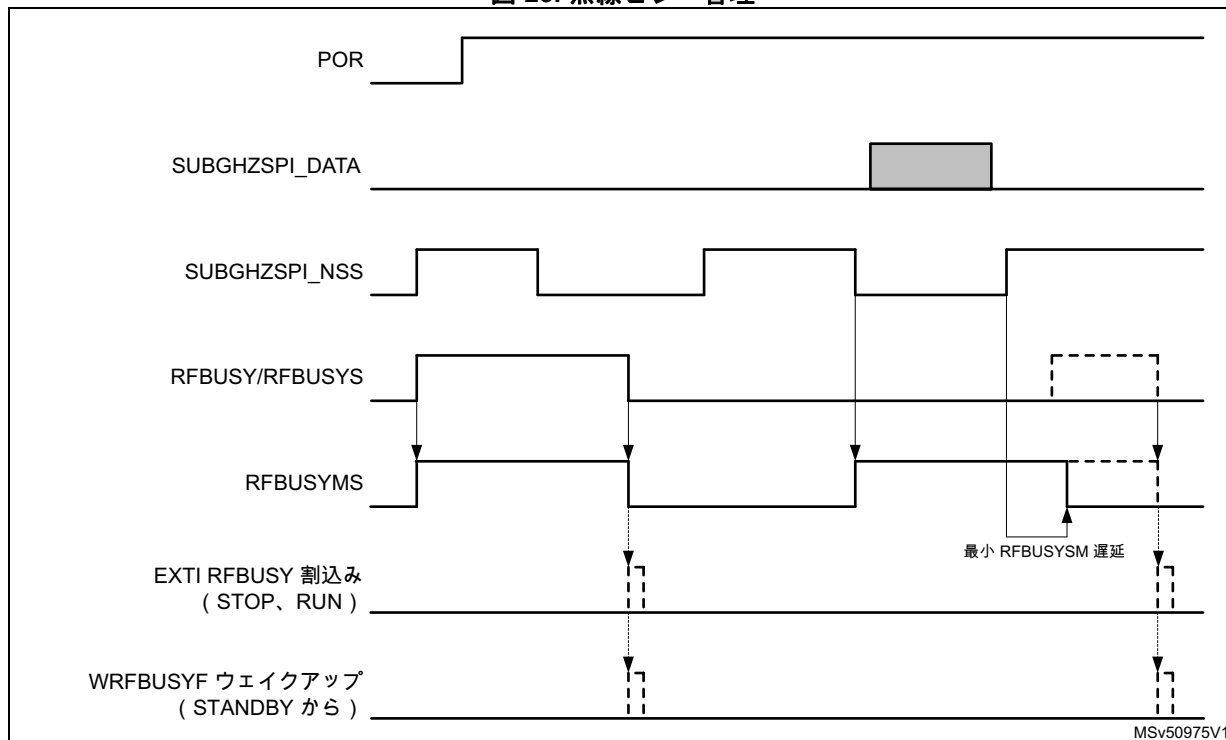 POR
SUBGHZSPI_DATA
SUBGHZSPI_NSS
RFBUSY/RFBUSYS
RFBUSYMS
最小 RFBUSYSM 遅延
EXTI RFBUSY 割込み
( STOP、RUN )
WRFBUSYF ウェイクアップ
( STANDBY から )
MSv50975V1